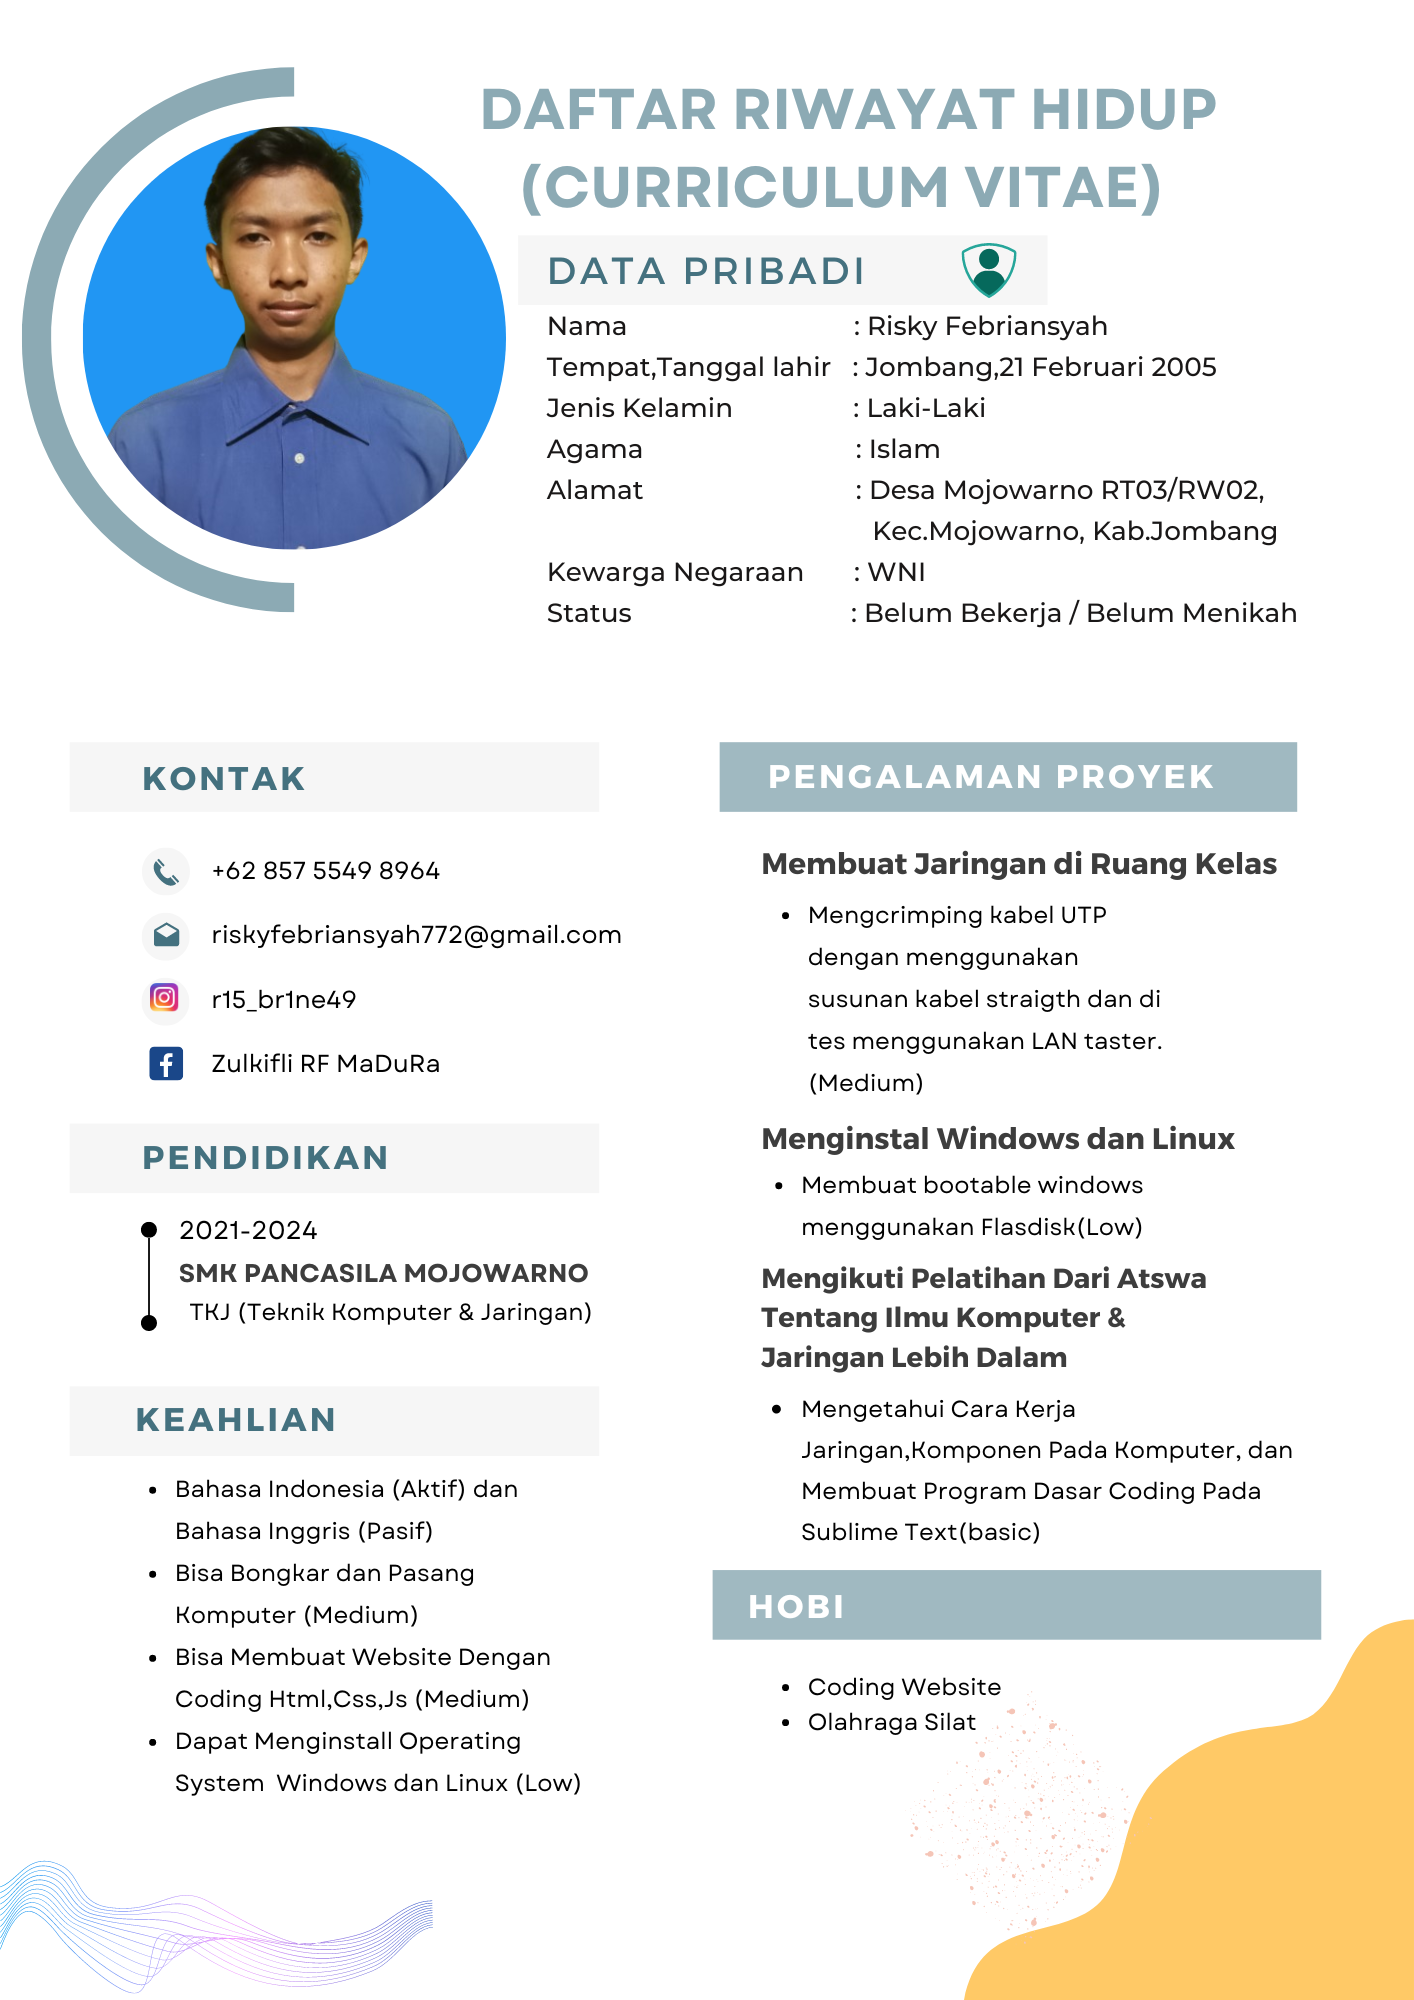 DAFTAR RIWAYAT HIDUP
(CURRICULUM VITAE)
DATA PRIBADI
Nama : Risky Febriansyah
Tempat,Tanggal lahir : Jombang,21 Februari 2005
Jenis Kelamin : Laki-Laki
Agama : Islam
Alamat : Desa Mojowarno RT03/RW02,
Kec.Mojowarno, Kab.Jombang
Kewarga Negaraan : WNI
Status : Belum Bekerja / Belum Menikah
KONTAK
+62 857 5549 8964
riskyfebriansyah772@gmail.com
r15_br1ne49
Zulkifli RF MaDuRa
PENDIDIKAN
2021-2024
SMK PANCASILA MOJOWARNO
TKJ (Teknik Komputer & Jaringan)
KEAHLIAN
• Bahasa Indonesia (Aktif) dan
Bahasa Inggris (Pasif)
• Bisa Bongkar dan Pasang
Komputer (Medium)
• Bisa Membuat Website Dengan
Coding Html,Css,Js (Medium)
• Dapat Menginstall Operating
System Windows dan Linux (Low)
PENGALAMAN PROYEK
Membuat Jaringan di Ruang Kelas
• Mengcrimping kabel UTP
dengan menggunakan
susunan kabel straigth dan di
tes menggunakan LAN taster.
(Medium)
Menginstal Windows dan Linux
• Membuat bootable windows
menggunakan Flasdisk(Low)
Mengikuti Pelatihan Dari Atswa
Tentang Ilmu Komputer &
Jaringan Lebih Dalam
• Mengetahui Cara Kerja
Jaringan,Komponen Pada Komputer, dan
Membuat Program Dasar Coding Pada
Sublime Text(basic)
HOBI
• Coding Website
• Olahraga Silat